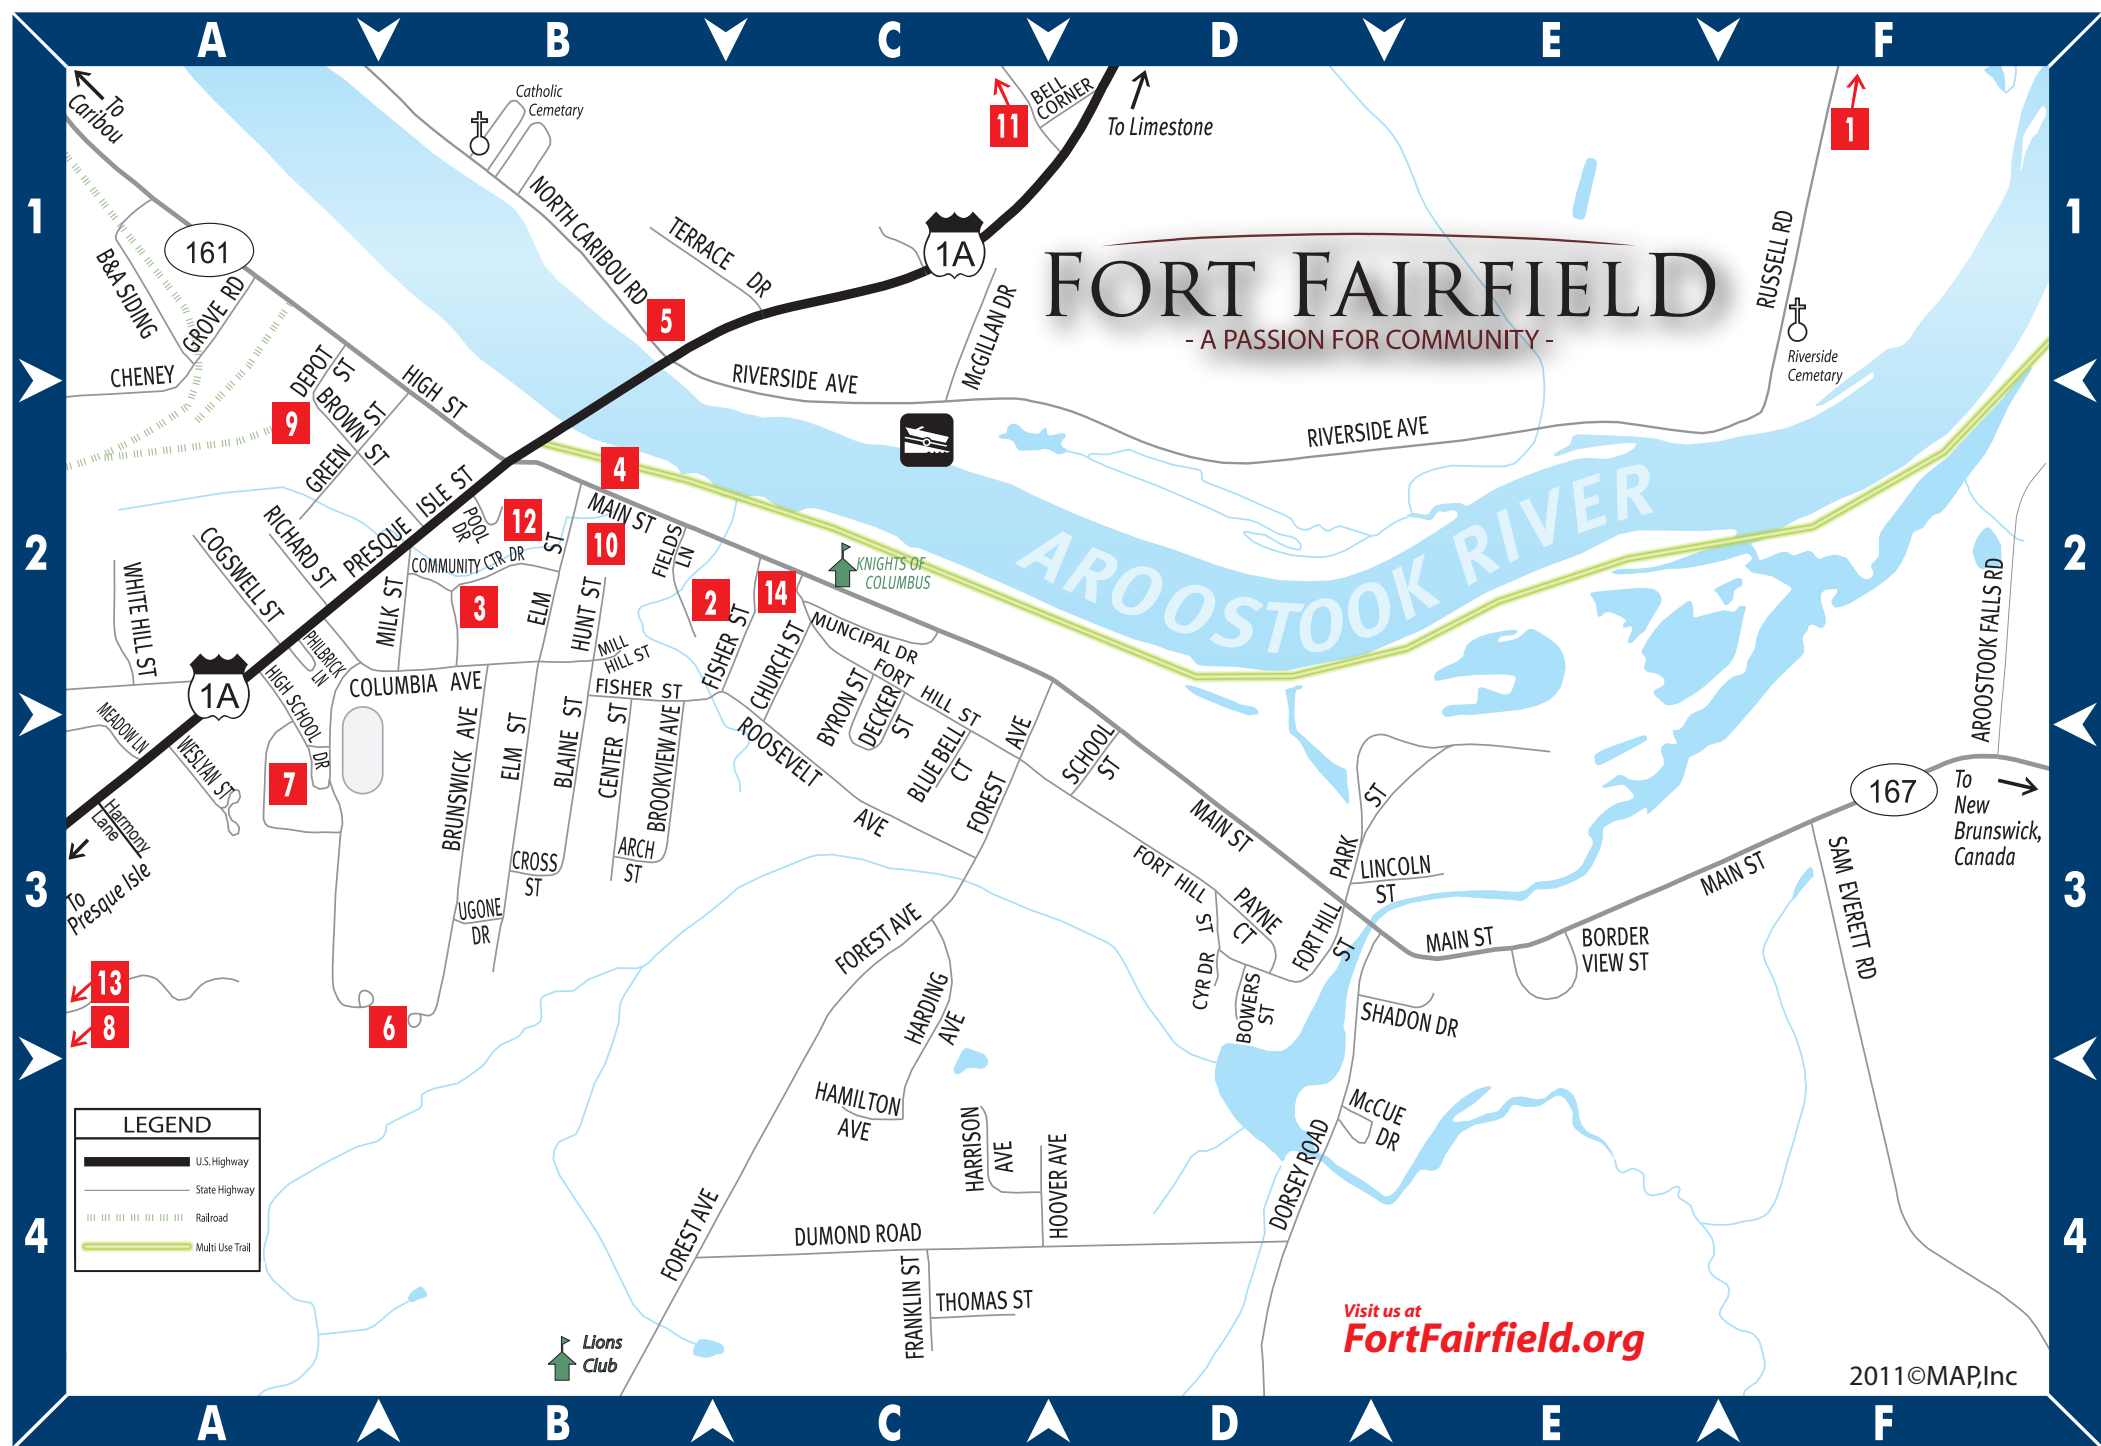 A
B
C
D
E
F
To
Caribou
Catholic
Cemetary
BELL
CORNER
11
To Limestone
1
1
1
161
B&A SIDING
GROVE RD
CHENEY
NORTH CARIBOU RD
TERRACE DR
5
1A
McGILLAN DR
FORT FAIRFIELD
- A PASSION FOR COMMUNITY -
RUSSELL RD
Riverside
Cemetary
RIVERSIDE AVE
RIVERSIDE AVE
DEPOT
ST
HIGH ST
9
BROWN ST
GREEN ST
4
12
10
MAIN ST
FIELDS
LN
POOL
DR
PRESQUE ISLE ST
RICHARD ST
COGSWELL ST
WHITE HILL ST
2
2
COMMUNITY CTR DR
3
MILK ST
ELM ST
HUNT ST
MILL
HILL ST
2
14
KNIGHTS OF
COLUMBUS
AROOSTOOK RIVER
AROOSTOOK FALLS RD
FISHER ST
CHURCH ST
MUNCIPAL DR
FORT HILL ST
PHILBRICK
LN
1A
HIGH SCHOOL DR
COLUMBIA AVE
FISHER ST
MEADOW LN
WESLYAN ST
7
BRUNSWICK AVE
ELM ST
BLAINE ST
CENTER ST
BROOKVIEW AVE
ROOSEVELT
AVE
BYRON ST
DECKER
ST
BLUE BELL
CT
FOREST AVE
SCHOOL
ST
MAIN ST
PARK ST
167
To
New
Brunswick,
Canada
Harmony
Lane
To
Presque Isle
3
3
CROSS
ST
ARCH
ST
UGONE
DR
FOREST AVE
FORT HILL
ST
PAYNE
CT
CYR DR
BOWERS
ST
FORT HILL
ST
LINCOLN
ST
MAIN ST
MAIN ST
BORDER
VIEW ST
SAM EVERETT RD
13
8
6
HARDING
AVE
SHADON DR
HAMILTON
AVE
McCUE
DR
HARRISON
AVE
HOOVER AVE
DORSEY ROAD
LEGEND
U.S. Highway
State Highway
Railroad
Multi Use Trail
4
4
FOREST AVE
DUMOND ROAD
FRANKLIN ST
THOMAS ST
Lions
Club
Visit us at
FortFairfield.org
2011©MAP,Inc
A
B
C
D
E
F